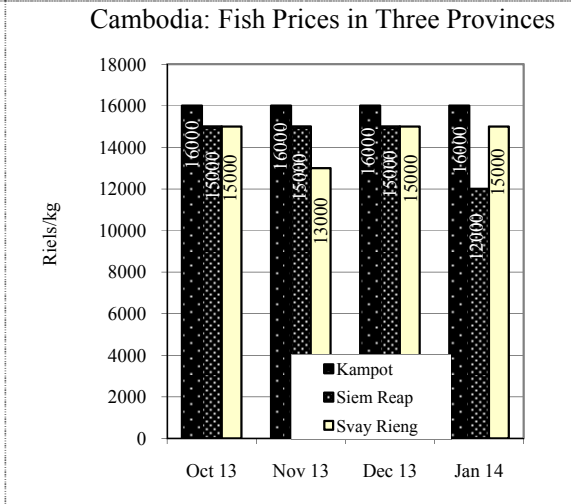 Cambodia: Fish Prices in Three Provinces
18000
16000
14000
12000
10000
8000
6000
4000
2000
0
Riels/kg
16000
15000
15000
16000
15000
13000
16000
15000
15000
16000
12000
15000
Kampot
Siem Reap
Svay Rieng
Oct 13
Nov 13
Dec 13
Jan 14